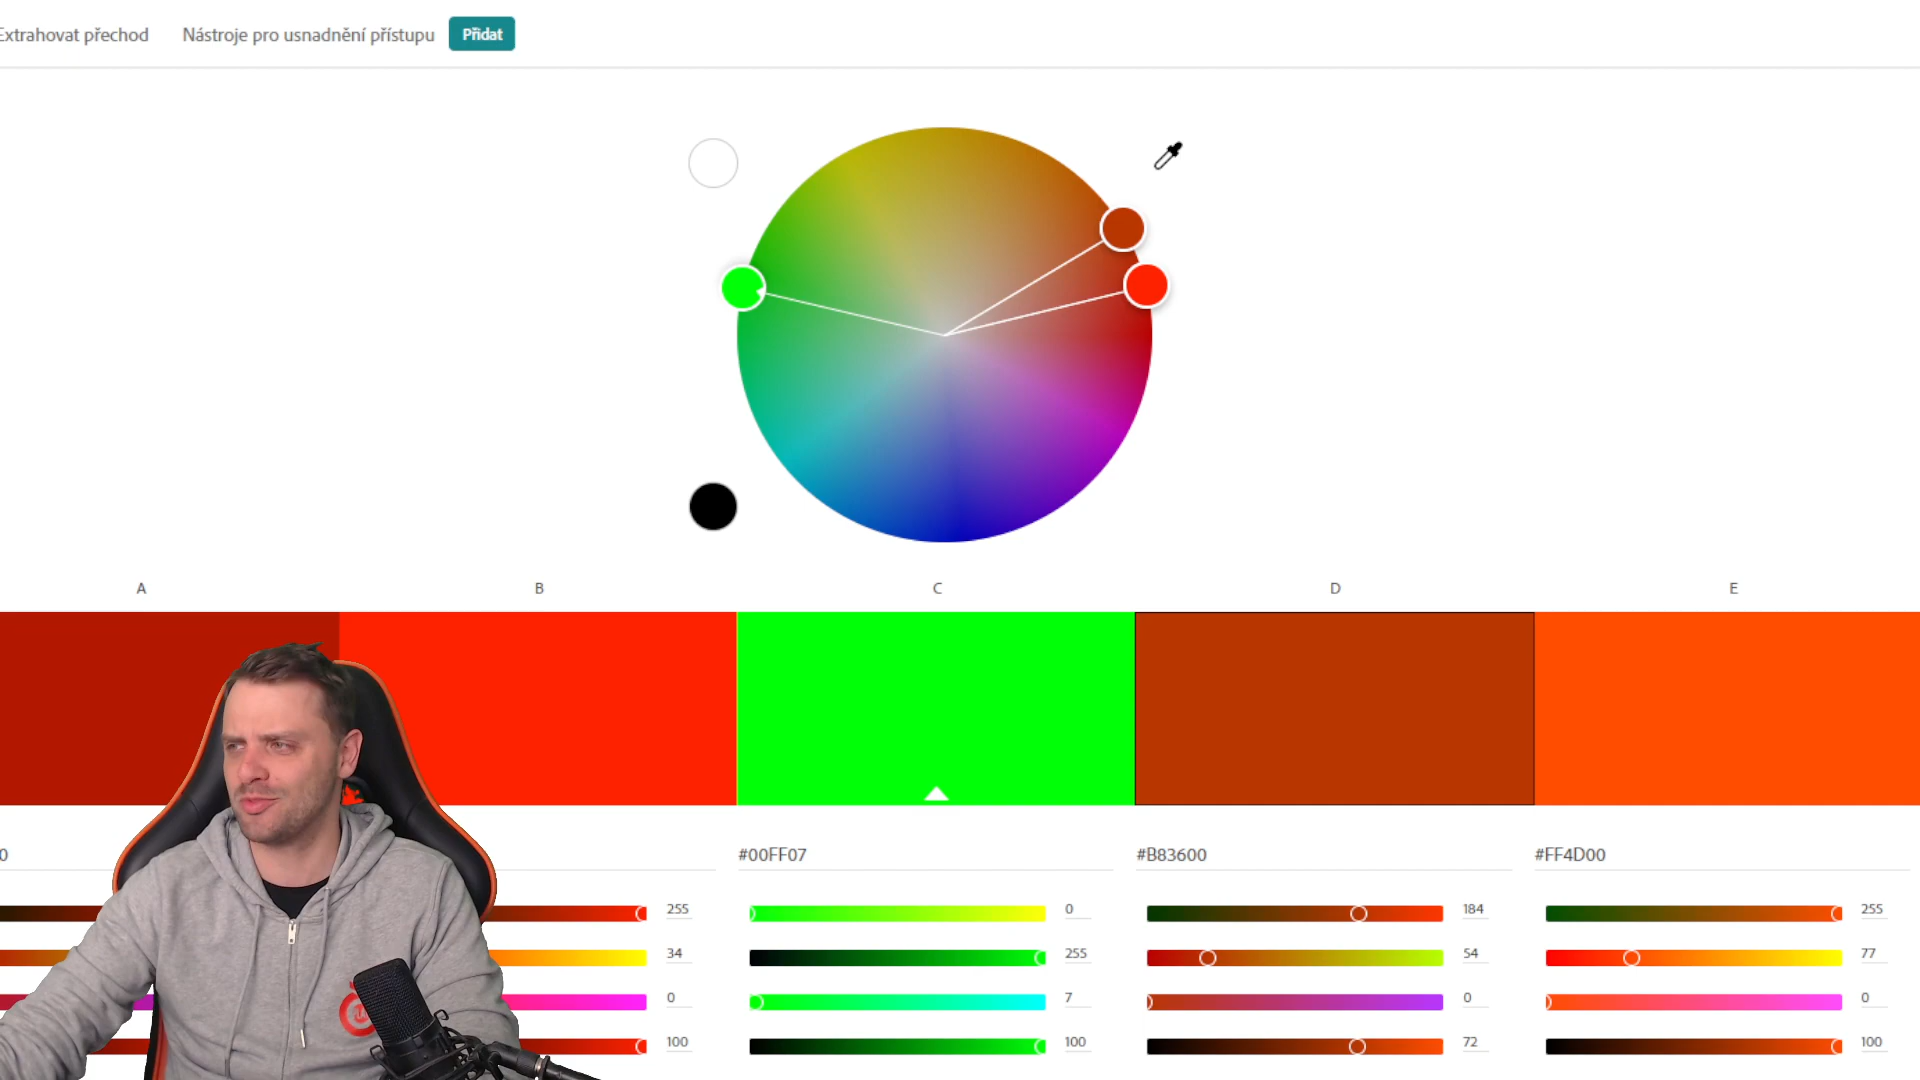 Extrahovat přechod Nástroje pro usnadnění přístupu Přidat
A B C D E
0 #00FF07 #B83600 #FF4D00
255 0 184 255
34 255 54 77
0 7 0 0
100 100 72 100